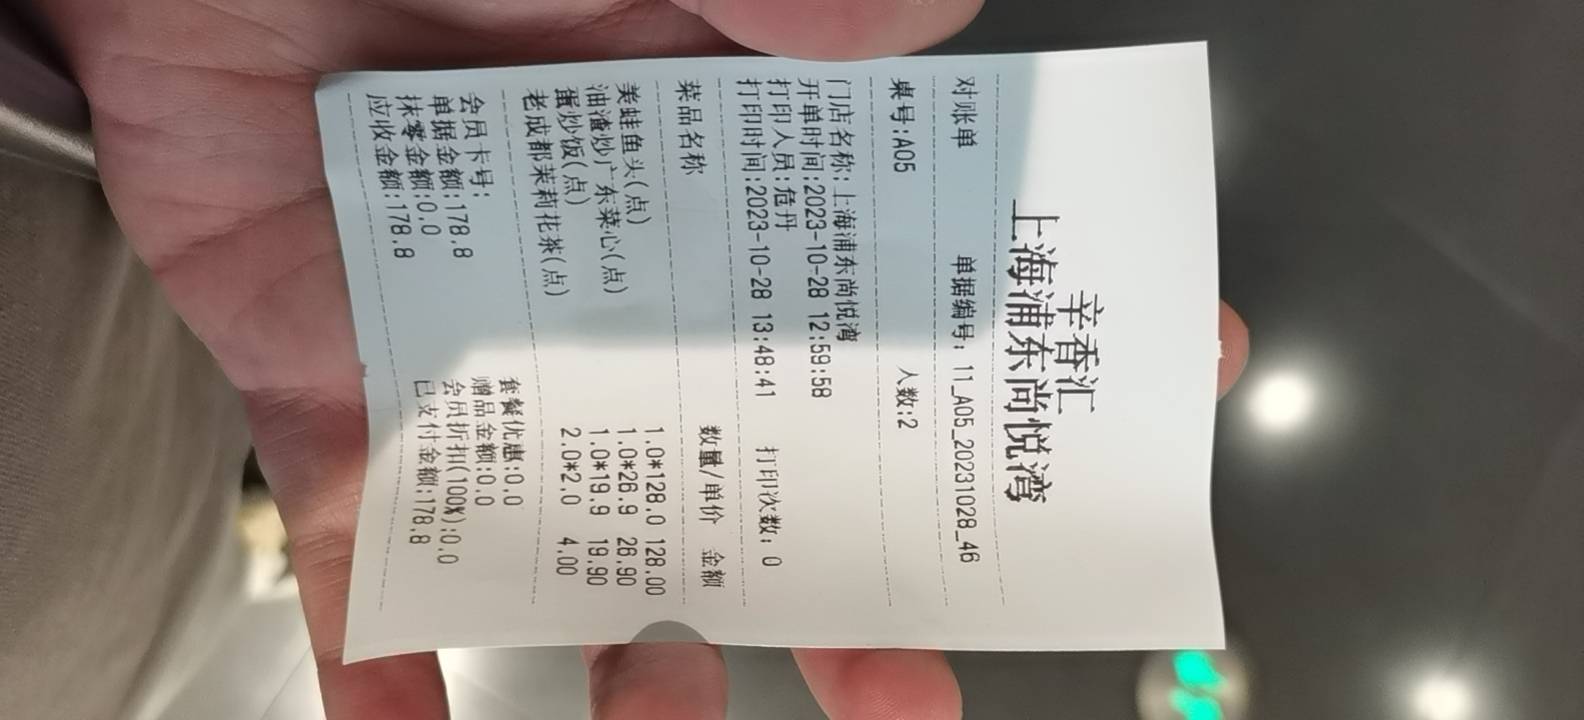 辛香汇
上海浦东尚悦湾
对账单 单据编号: 11_A05_20231028_46
桌号:A05 人数:2
门店名称:上海浦东尚悦湾
开单时间:2023-10-28 12:59:58
打印人员:危丹
打印时间:2023-10-28 13:48:41 打印次数: 0
菜品名称 数量/单价 金额
美蛙鱼头(点) 1.0*128.0 128.00
油渣炒广东菜心(点) 1.0*26.9 26.90
蛋炒饭(点) 1.0*19.9 19.90
老成都茉莉花茶(点) 2.0*2.0 4.00
套餐优惠:0.0
会员卡号: 赠品金额:0.0
单据金额:178.8 会员折扣(100%):0.0
抹零金额:0.0 已支付金额:178.8
应收金额:178.8